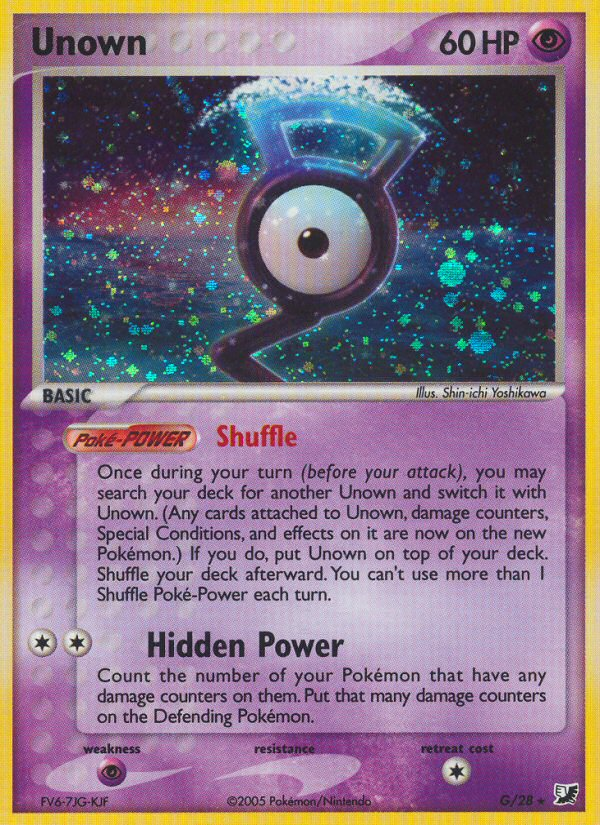 Unown 60 HP
BASIC
Illus. Shin-ichi Yoshikawa
Poké-POWER Shuffle
Once during your turn (before your attack), you may
search your deck for another Unown and switch it with
Unown. (Any cards attached to Unown, damage counters,
Special Conditions, and effects on it are now on the new
Pokémon.) If you do, put Unown on top of your deck.
Shuffle your deck afterward. You can't use more than 1
Shuffle Poké-Power each turn.
Hidden Power
Count the number of your Pokémon that have any
damage counters on them. Put that many damage counters
on the Defending Pokémon.
weakness resistance retreat cost
FV6-7JG-KJF ©2005 Pokémon/Nintendo G/28 ★